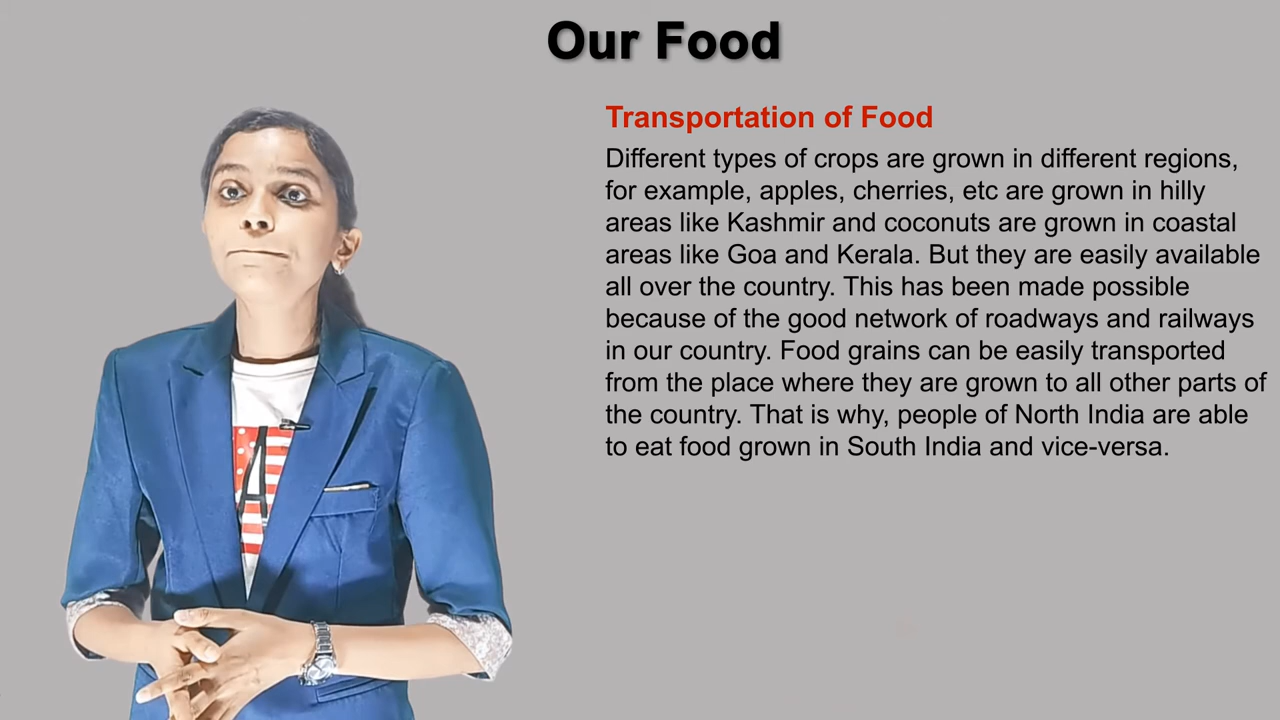 Our Food
Transportation of Food
Different types of crops are grown in different regions,
for example, apples, cherries, etc are grown in hilly
areas like Kashmir and coconuts are grown in coastal
areas like Goa and Kerala. But they are easily available
all over the country. This has been made possible
because of the good network of roadways and railways
in our country. Food grains can be easily transported
from the place where they are grown to all other parts of
the country. That is why, people of North India are able
to eat food grown in South India and vice-versa.
A